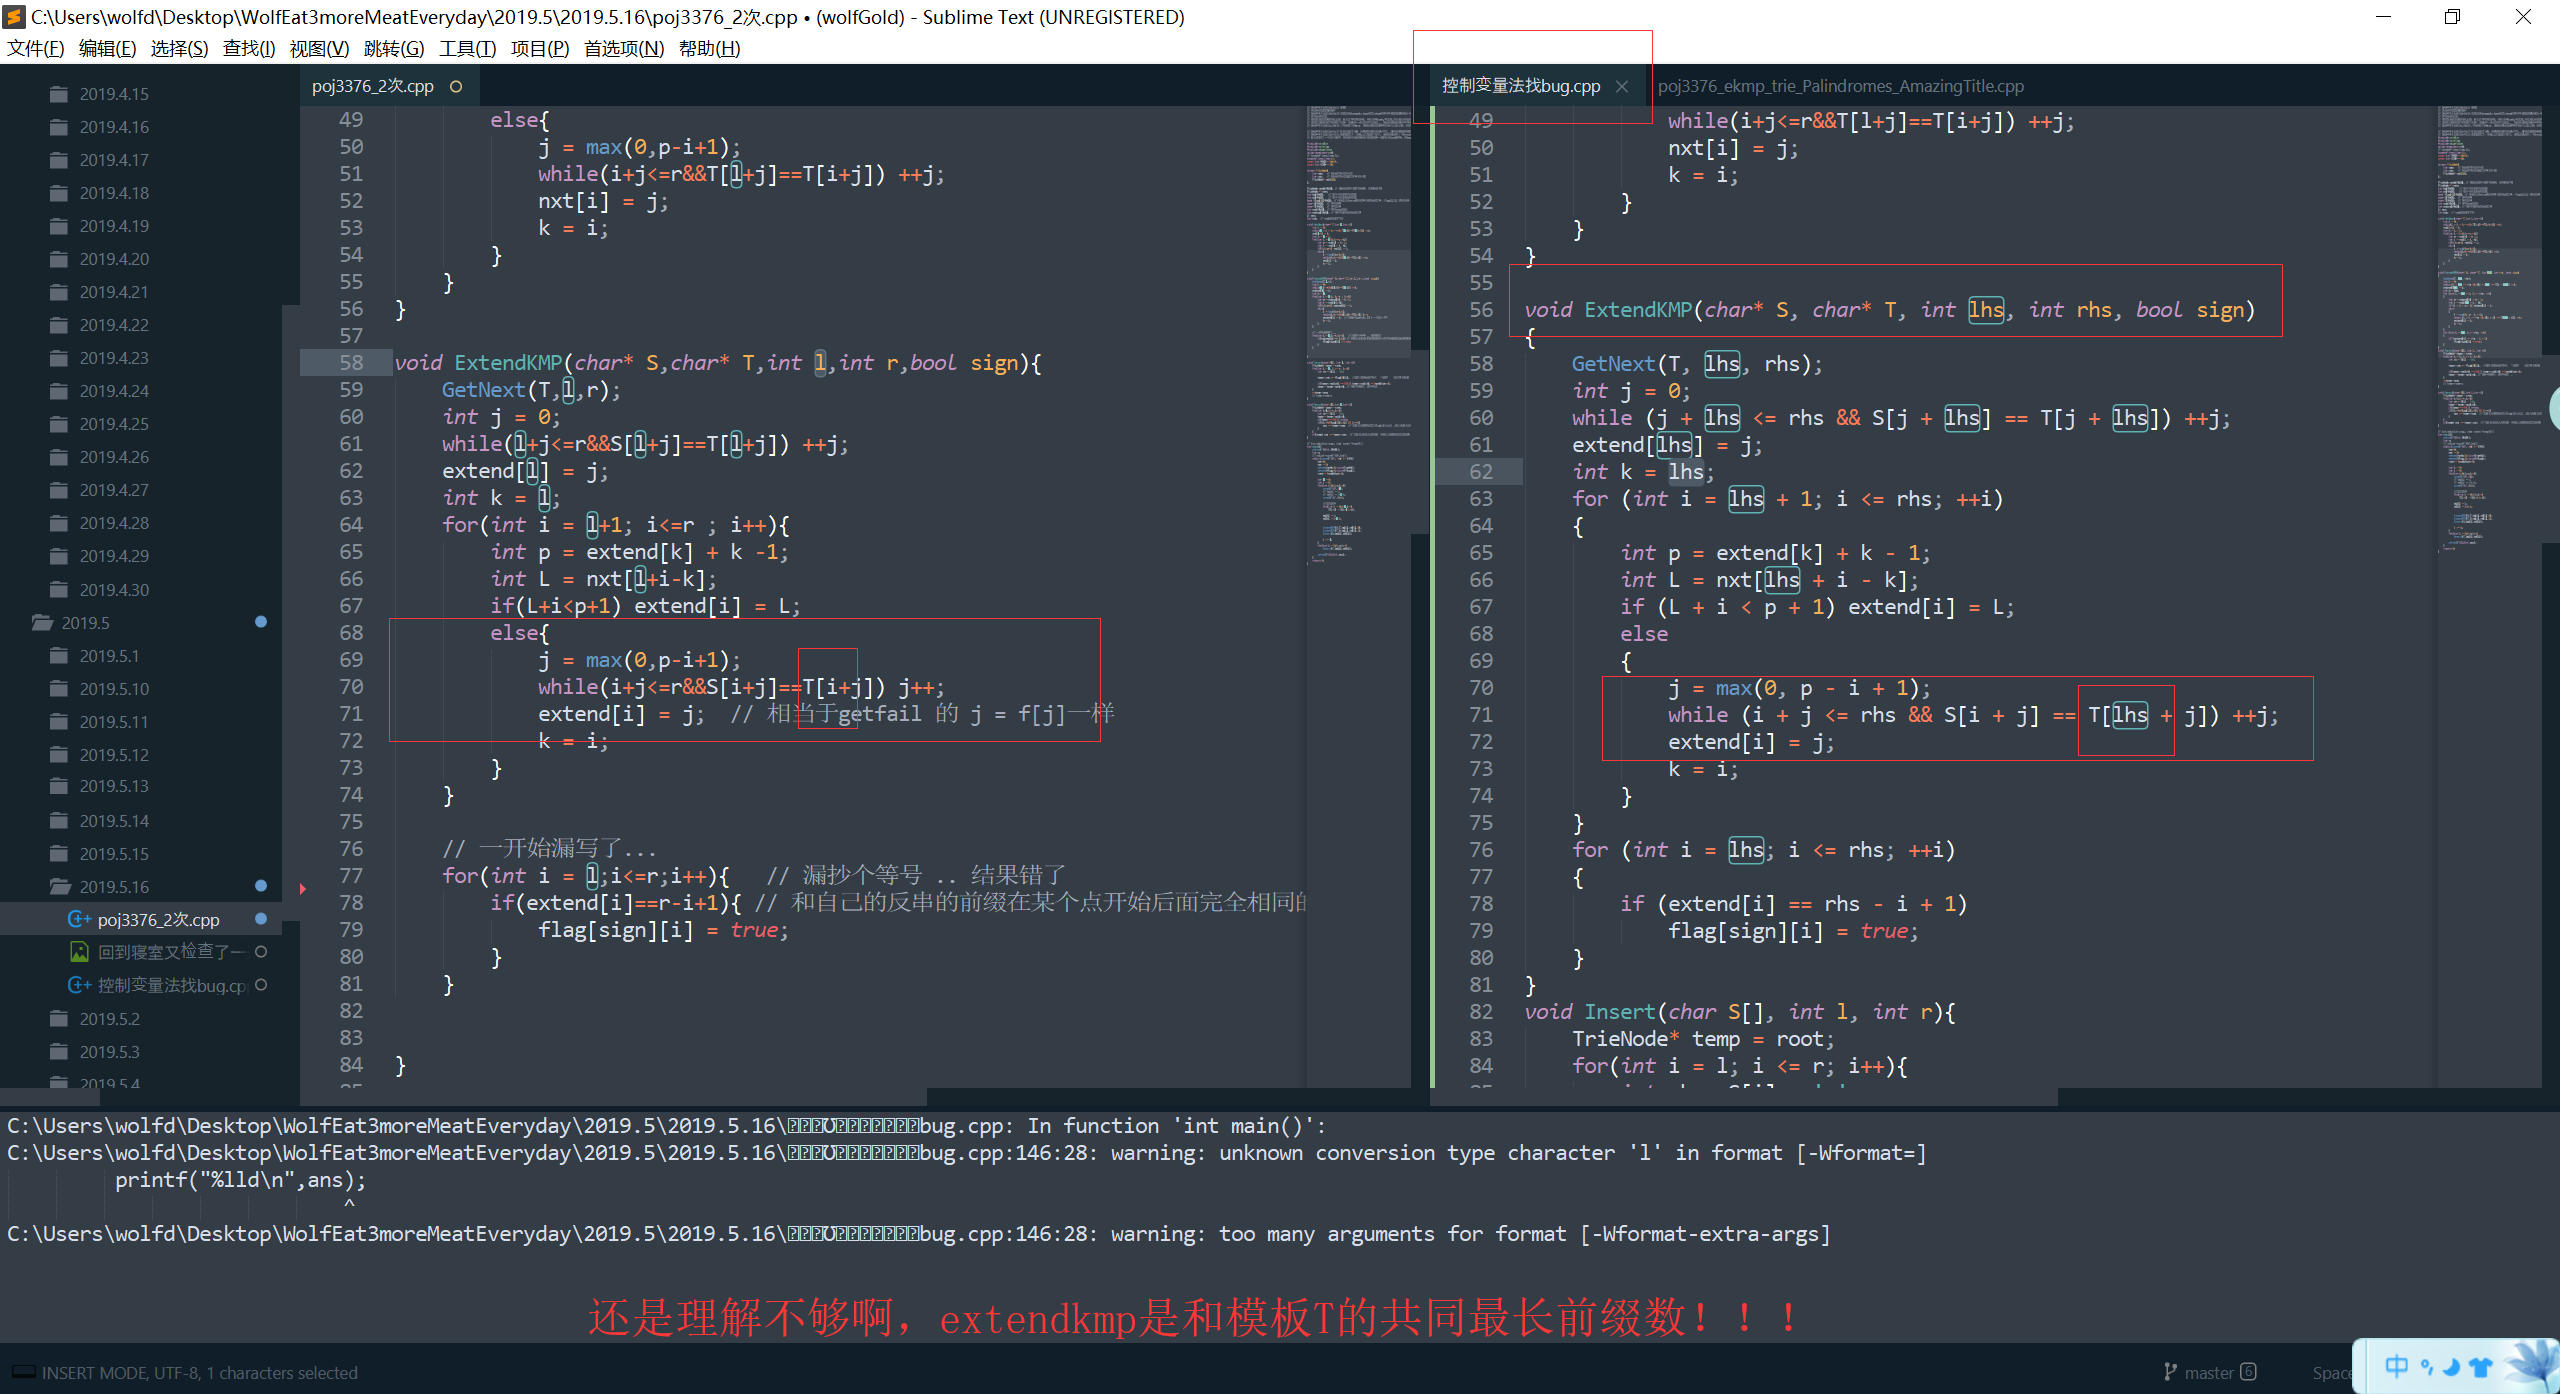 C:\Users\wolfd\Desktop\WolfEat3moreMeatEveryday\2019.5\2019.5.16\poj3376_2次.cpp • (wolfGold) - Sublime Text (UNREGISTERED)
文件(F) 编辑(E) 选择(S) 查找(I) 视图(V) 跳转(G) 工具(T) 项目(P) 首选项(N) 帮助(H)
2019.4.15
2019.4.16
2019.4.17
2019.4.18
2019.4.19
2019.4.20
2019.4.21
2019.4.22
2019.4.23
2019.4.24
2019.4.25
2019.4.26
2019.4.27
2019.4.28
2019.4.29
2019.4.30
2019.5
2019.5.1
2019.5.10
2019.5.11
2019.5.12
2019.5.13
2019.5.14
2019.5.15
2019.5.16
poj3376_2次.cpp
回到寝室又检查了一
控制变量法找bug.cp
2019.5.2
2019.5.3
2019.5.4
poj3376_2次.cpp
49 else{
50 j = max(0,p-i+1);
51 while(i+j<=r&&T[l+j]==T[i+j]) ++j;
52 nxt[i] = j;
53 k = i;
54 }
55 }
56 }
57
58 void ExtendKMP(char* S,char* T,int l,int r,bool sign){
59 GetNext(T,l,r);
60 int j = 0;
61 while(l+j<=r&&S[l+j]==T[l+j]) ++j;
62 extend[l] = j;
63 int k = l;
64 for(int i = l+1; i<=r ; i++){
65 int p = extend[k] + k -1;
66 int L = nxt[l+i-k];
67 if(L+i<p+1) extend[i] = L;
68 else{
69 j = max(0,p-i+1);
70 while(i+j<=r&&S[i+j]==T[i+j]) j++;
71 extend[i] = j;  // 相当于getfail 的 j = f[j]一样
72 k = i;
73 }
74 }
75
76 // 一开始漏写了...
77 for(int i = l;i<=r;i++){   // 漏抄个等号 .. 结果错了
78 if(extend[i]==r-i+1){ // 和自己的反串的前缀在某个点开始后面完全相同的
79 flag[sign][i] = true;
80 }
81 }
82
83
84 }
控制变量法找bug.cpp poj3376_ekmp_trie_Palindromes_AmazingTitle.cpp
49 while(i+j<=r&&T[l+j]==T[i+j]) ++j;
50 nxt[i] = j;
51 k = i;
52 }
53 }
54 }
55
56 void ExtendKMP(char* S, char* T, int lhs, int rhs, bool sign)
57 {
58 GetNext(T, lhs, rhs);
59 int j = 0;
60 while (j + lhs <= rhs && S[j + lhs] == T[j + lhs]) ++j;
61 extend[lhs] = j;
62 int k = lhs;
63 for (int i = lhs + 1; i <= rhs; ++i)
64 {
65 int p = extend[k] + k - 1;
66 int L = nxt[lhs + i - k];
67 if (L + i < p + 1) extend[i] = L;
68 else
69 {
70 j = max(0, p - i + 1);
71 while (i + j <= rhs && S[i + j] == T[lhs + j]) ++j;
72 extend[i] = j;
73 k = i;
74 }
75 }
76 for (int i = lhs; i <= rhs; ++i)
77 {
78 if (extend[i] == rhs - i + 1)
79 flag[sign][i] = true;
80 }
81 }
82 void Insert(char S[], int l, int r){
83 TrieNode* temp = root;
84 for(int i = l; i <= r; i++){
C:\Users\wolfd\Desktop\WolfEat3moreMeatEveryday\2019.5\2019.5.16\ bug.cpp: In function 'int main()':
C:\Users\wolfd\Desktop\WolfEat3moreMeatEveryday\2019.5\2019.5.16\ bug.cpp:146:28: warning: unknown conversion type character 'l' in format [-Wformat=]
printf("%lld\n",ans);
^
C:\Users\wolfd\Desktop\WolfEat3moreMeatEveryday\2019.5\2019.5.16\ bug.cpp:146:28: warning: too many arguments for format [-Wformat-extra-args]
还是理解不够啊，extendkmp是和模板T的共同最长前缀数！！！
INSERT MODE, UTF-8, 1 characters selected
master 6
Space
中